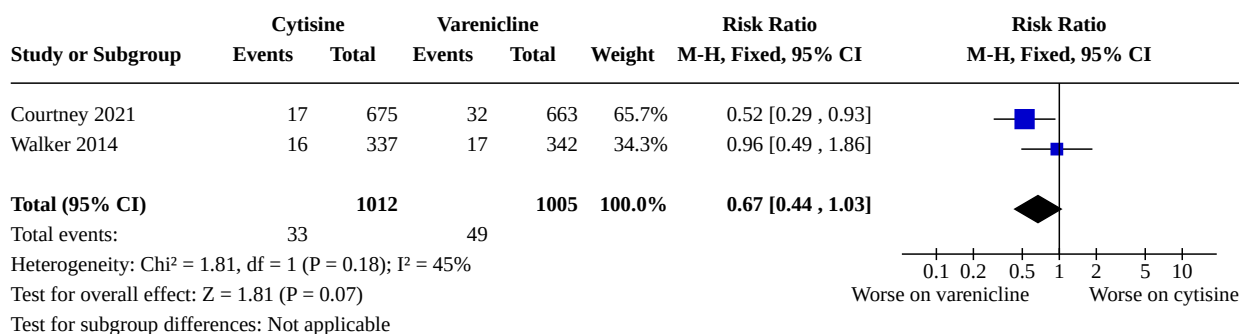 Cytisine Varenicline Risk Ratio Risk Ratio
Study or Subgroup Events Total Events Total Weight M-H, Fixed, 95% CI M-H, Fixed, 95% CI
Courtney 2021 17 675 32 663 65.7% 0.52 [0.29 , 0.93]
Walker 2014 16 337 17 342 34.3% 0.96 [0.49 , 1.86]
Total (95% CI) 1012 1005 100.0% 0.67 [0.44 , 1.03]
Total events: 33 49
Heterogeneity: Chi² = 1.81, df = 1 (P = 0.18); I² = 45%
0.1 0.2 0.5 1 2 5 10
Test for overall effect: Z = 1.81 (P = 0.07)
Worse on varenicline Worse on cytisine
Test for subgroup differences: Not applicable